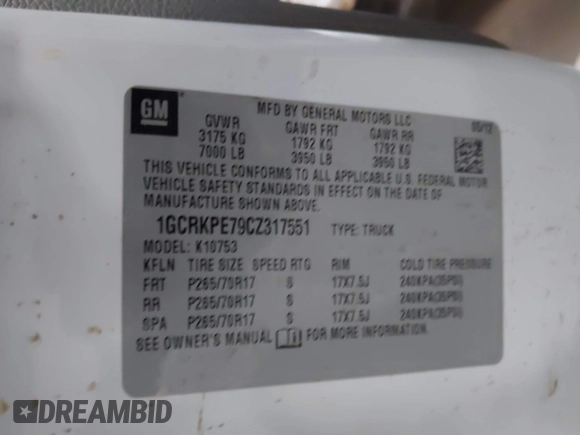 GM
MFD BY GENERAL MOTORS LLC 05/12
GVWR GAWR FRT GAWR RR
3175 KG 1792 KG 1792 KG
7000 LB 3950 LB 3950 LB
THIS VEHICLE CONFORMS TO ALL APPLICABLE U.S. FEDERAL MOTOR
VEHICLE SAFETY STANDARDS IN EFFECT ON THE DATE OF
MANUFACTURE SHOWN ABOVE.
1GCRKPE79CZ317551 TYPE: TRUCK
MODEL: K10753
KFLN TIRE SIZE SPEED RTG RIM COLD TIRE PRESSURE
FRT P265/70R17 S 17X7.5J 240KPA(35PSI)
RR P265/70R17 S 17X7.5J 240KPA(35PSI)
SPA P265/70R17 S 17X7.5J 240KPA(35PSI)
SEE OWNER'S MANUAL FOR MORE INFORMATION
DREAMBID